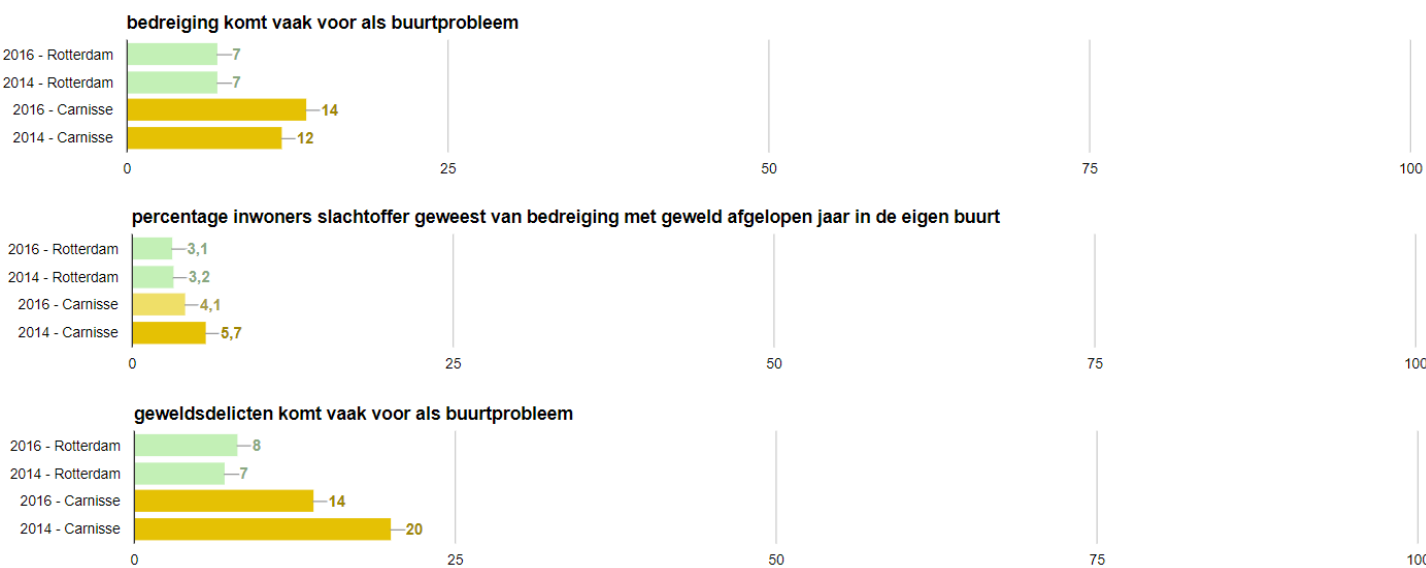 bedreiging komt vaak voor als buurtprobleem
2016 - Rotterdam 7
2014 - Rotterdam 7
2016 - Carnisse 14
2014 - Carnisse 12
0 25 50 75 100
percentage inwoners slachtoffer geweest van bedreiging met geweld afgelopen jaar in de eigen buurt
2016 - Rotterdam 3,1
2014 - Rotterdam 3,2
2016 - Carnisse 4,1
2014 - Carnisse 5,7
0 25 50 75 100
geweldsdelicten komt vaak voor als buurtprobleem
2016 - Rotterdam 8
2014 - Rotterdam 7
2016 - Carnisse 14
2014 - Carnisse 20
0 25 50 75 100